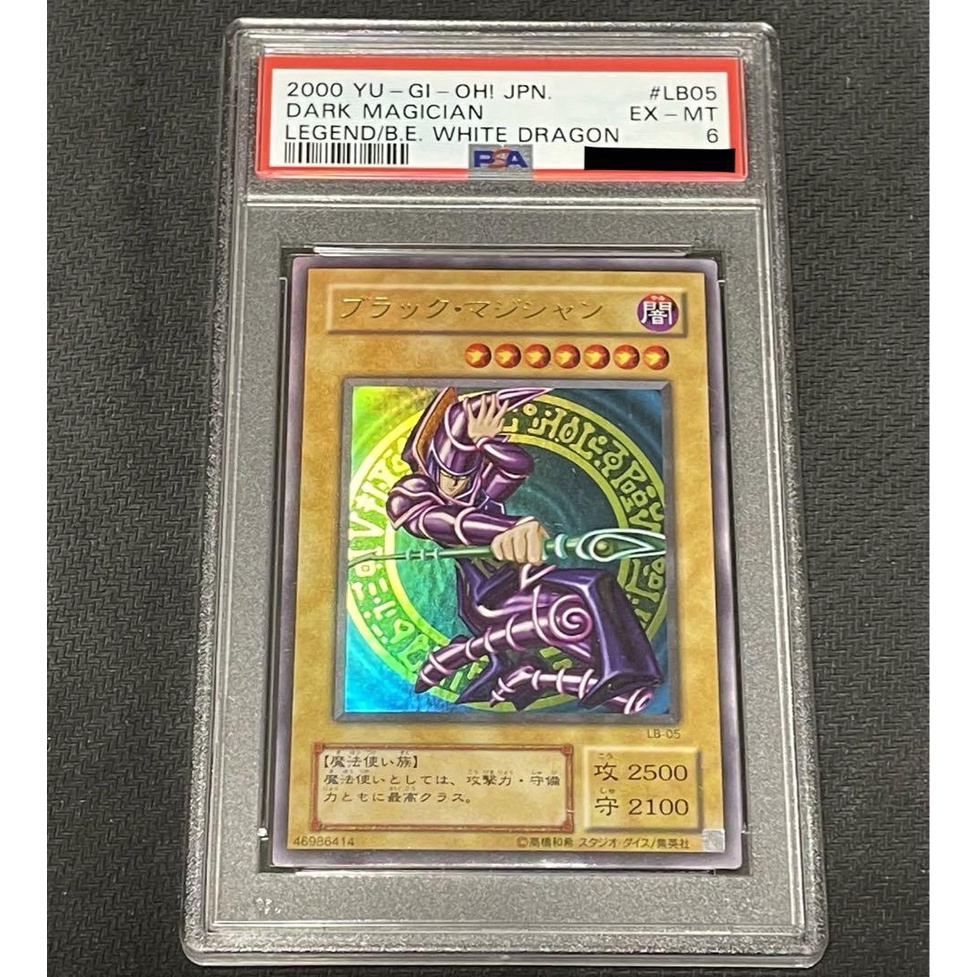 2000 YU-GI-OH! JPN. #LB05
DARK MAGICIAN EX-MT
LEGEND/B.E. WHITE DRAGON 6
PSA
ブラック・マジシャン
闇
LB-05
【魔法使い族】
魔法使いとしては、攻撃力・守備
力ともに最高クラス。
攻 2500
守 2100
46986414 ©高橋和希 スタジオ・ダイス/集英社